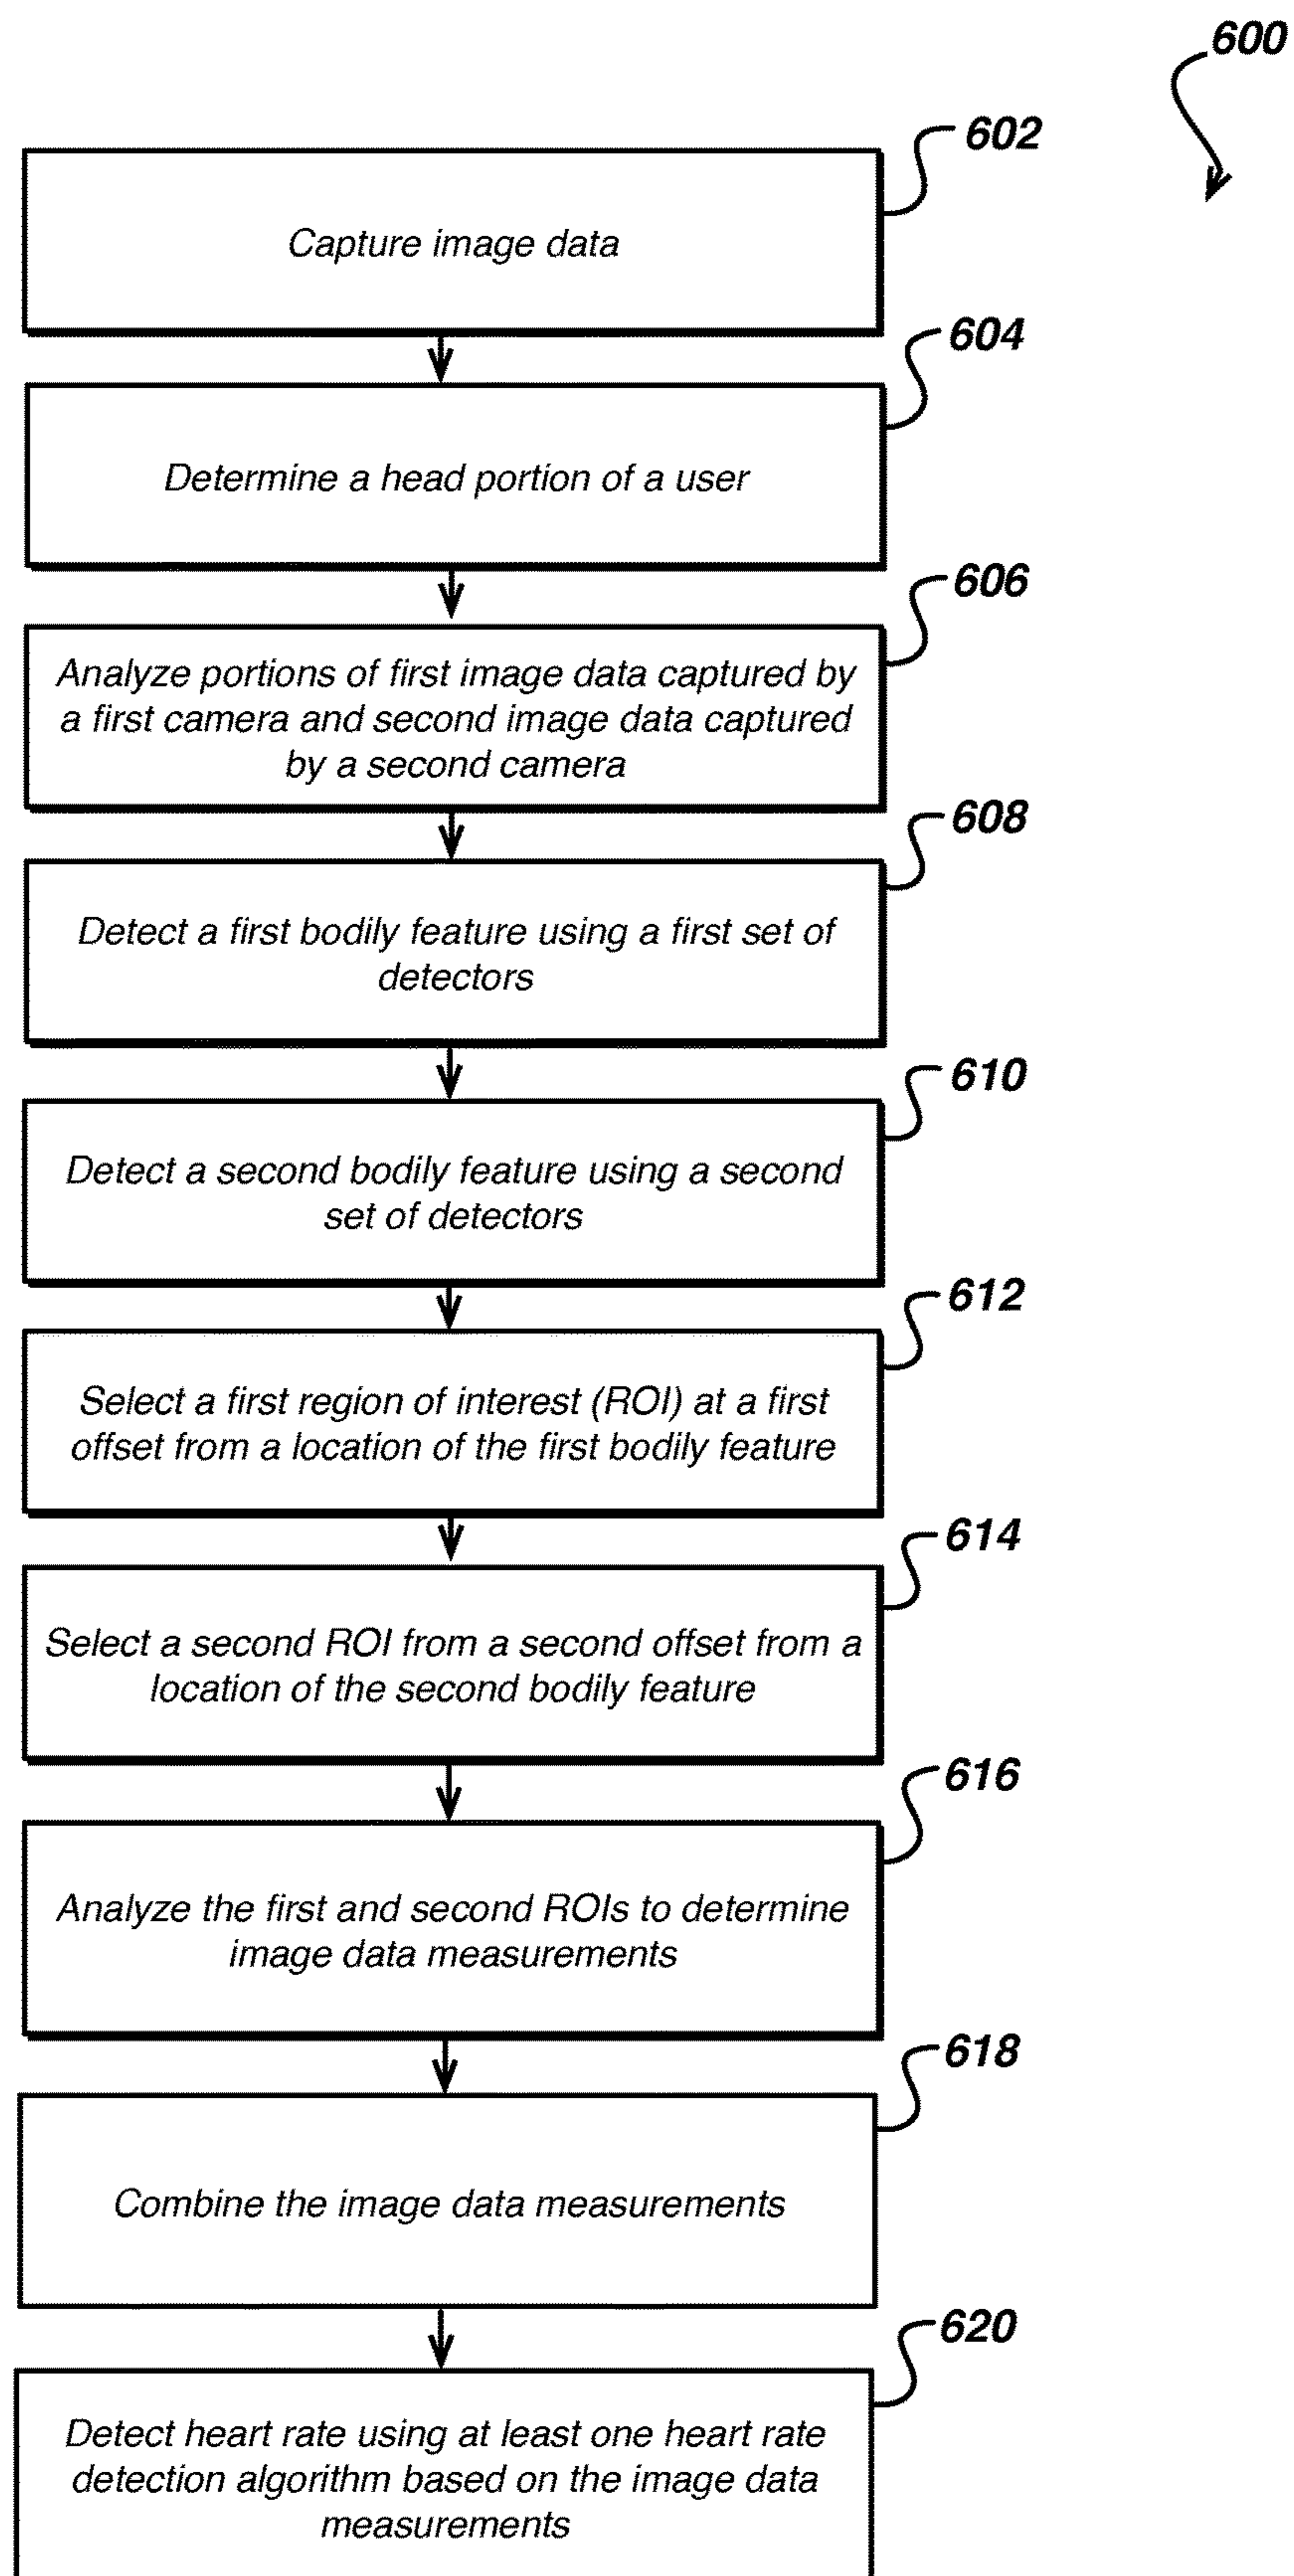 600
602
Capture image data
604
Determine a head portion of a user
606
Analyze portions of first image data captured by
a first camera and second image data captured
by a second camera
608
Detect a first bodily feature using a first set of
detectors
610
Detect a second bodily feature using a second
set of detectors
612
Select a first region of interest (ROI) at a first
offset from a location of the first bodily feature
614
Select a second ROI from a second offset from a
location of the second bodily feature
616
Analyze the first and second ROIs to determine
image data measurements
618
Combine the image data measurements
620
Detect heart rate using at least one heart rate
detection algorithm based on the image data
measurements